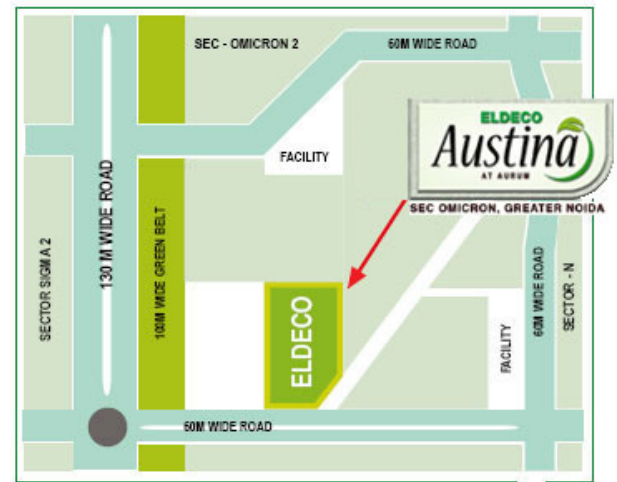 SEC - OMICRON 2
60M WIDE ROAD
ELDECO
Austina
AT AURUM
SEC OMICRON, GREATER NOIDA
FACILITY
130 M WIDE ROAD
100M WIDE GREEN BELT
SECTOR SIGMA 2
ELDECO
60M WIDE ROAD
SECTOR - N
FACILITY
60M WIDE ROAD